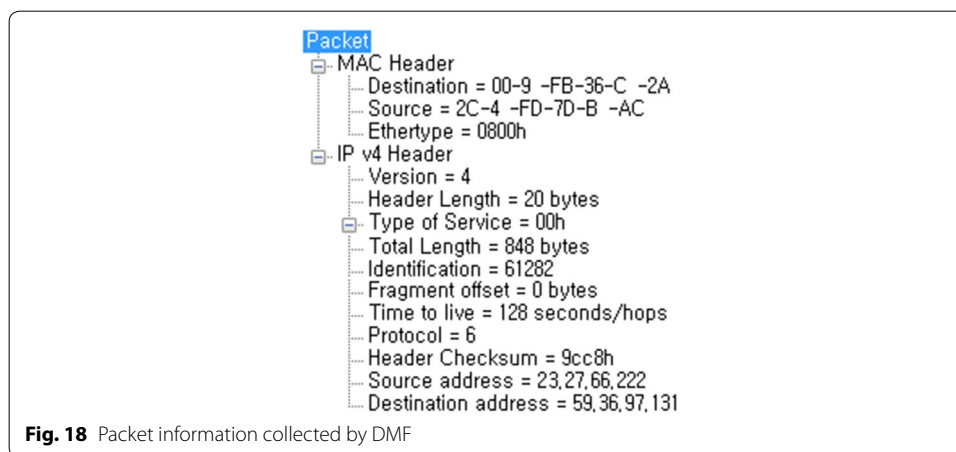 Packet
MAC Header
Destination = 00-9 -FB-36-C -2A
Source = 2C-4 -FD-7D-B -AC
Ethertype = 0800h
IP v4 Header
Version = 4
Header Length = 20 bytes
Type of Service = 00h
Total Length = 848 bytes
Identification = 61282
Fragment offset = 0 bytes
Time to live = 128 seconds/hops
Protocol = 6
Header Checksum = 9cc8h
Source address = 23,27,66,222
Destination address = 59,36,97,131
Fig. 18 Packet information collected by DMF